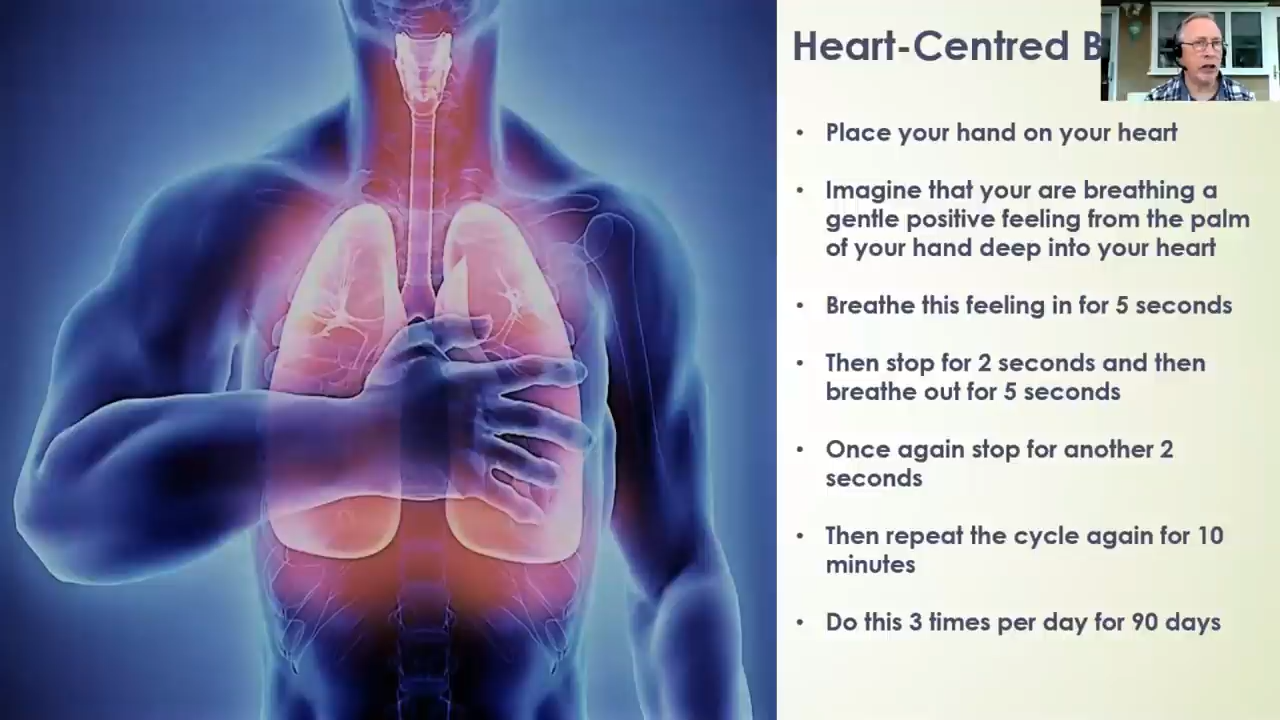 Heart-Centred B
• Place your hand on your heart
• Imagine that your are breathing a
gentle positive feeling from the palm
of your hand deep into your heart
• Breathe this feeling in for 5 seconds
• Then stop for 2 seconds and then
breathe out for 5 seconds
• Once again stop for another 2
seconds
• Then repeat the cycle again for 10
minutes
• Do this 3 times per day for 90 days